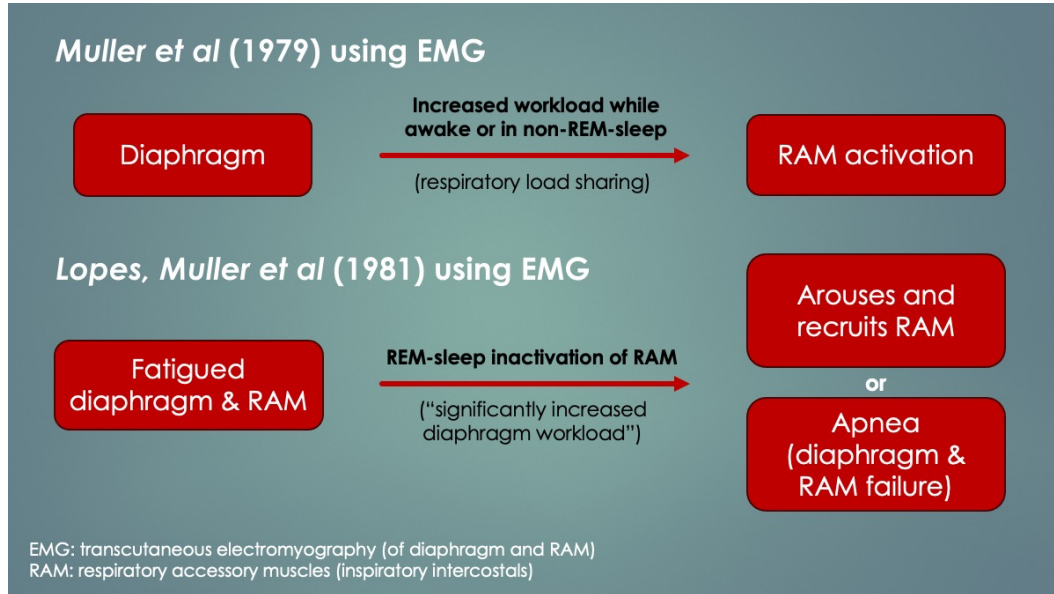 Muller et al (1979) using EMG
Diaphragm
Increased workload while
awake or in non-REM-sleep
(respiratory load sharing)
RAM activation
Lopes, Muller et al (1981) using EMG
Fatigued
diaphragm & RAM
REM-sleep inactivation of RAM
(“significantly increased
diaphragm workload”)
Arouses and
recruits RAM
or
Apnea
(diaphragm &
RAM failure)
EMG: transcutaneous electromyography (of diaphragm and RAM)
RAM: respiratory accessory muscles (inspiratory intercostals)